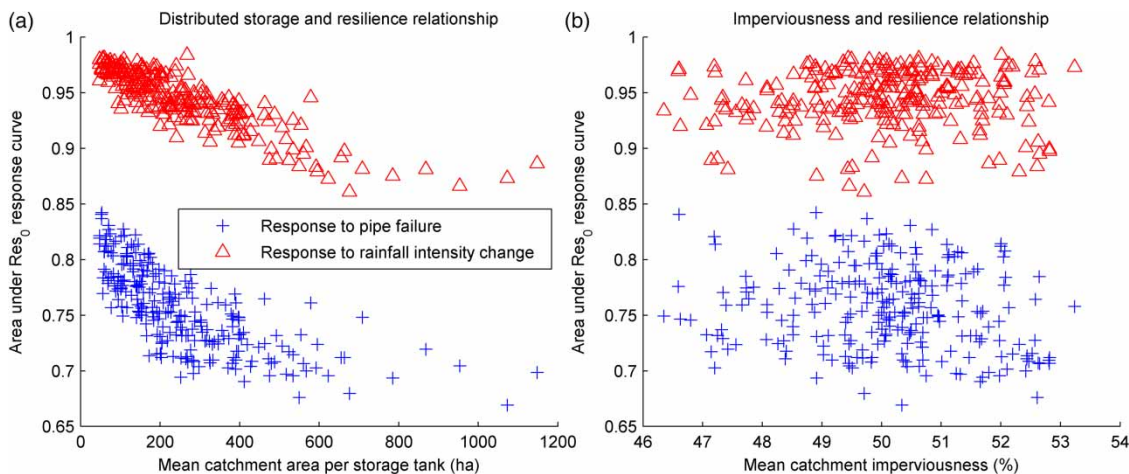 (a)
Distributed storage and resilience relationship
1
0.95
0.9
0.85
0.8
0.75
0.7
0.65
Area under Res0 response curve
Response to pipe failure
Response to rainfall intensity change
0 200 400 600 800 1000 1200
Mean catchment area per storage tank (ha)
(b)
Imperviousness and resilience relationship
1
0.95
0.9
0.85
0.8
0.75
0.7
0.65
Area under Res0 response curve
46 47 48 49 50 51 52 53 54
Mean catchment imperviousness (%)